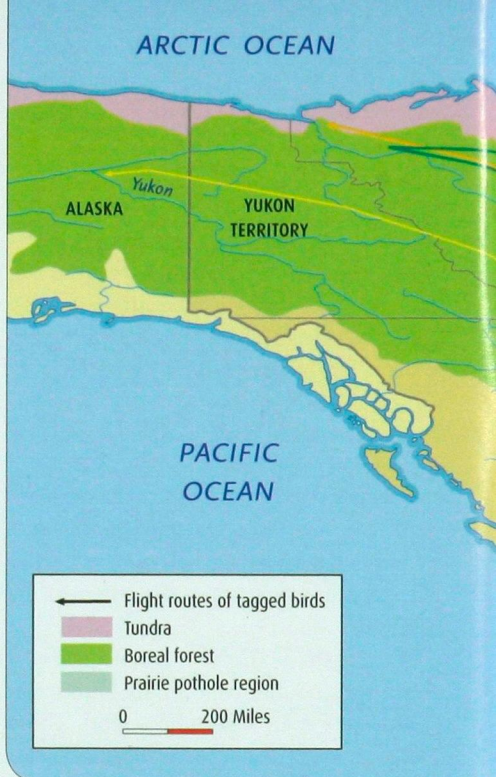 ARCTIC OCEAN
Yukon
ALASKA
YUKON
TERRITORY
PACIFIC
OCEAN
Flight routes of tagged birds
Tundra
Boreal forest
Prairie pothole region
0 200 Miles